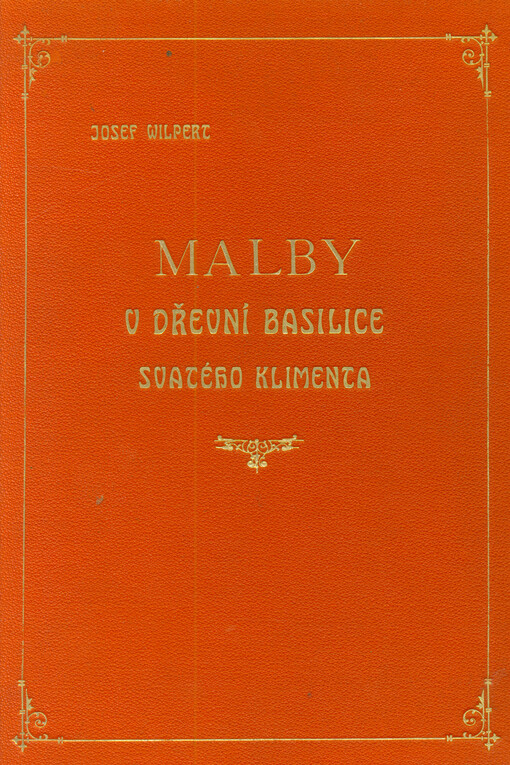 JOSEF WILPERT
MALBY
V DŘEVNÍ BASILICE
SVATÉHO KLIMENTA